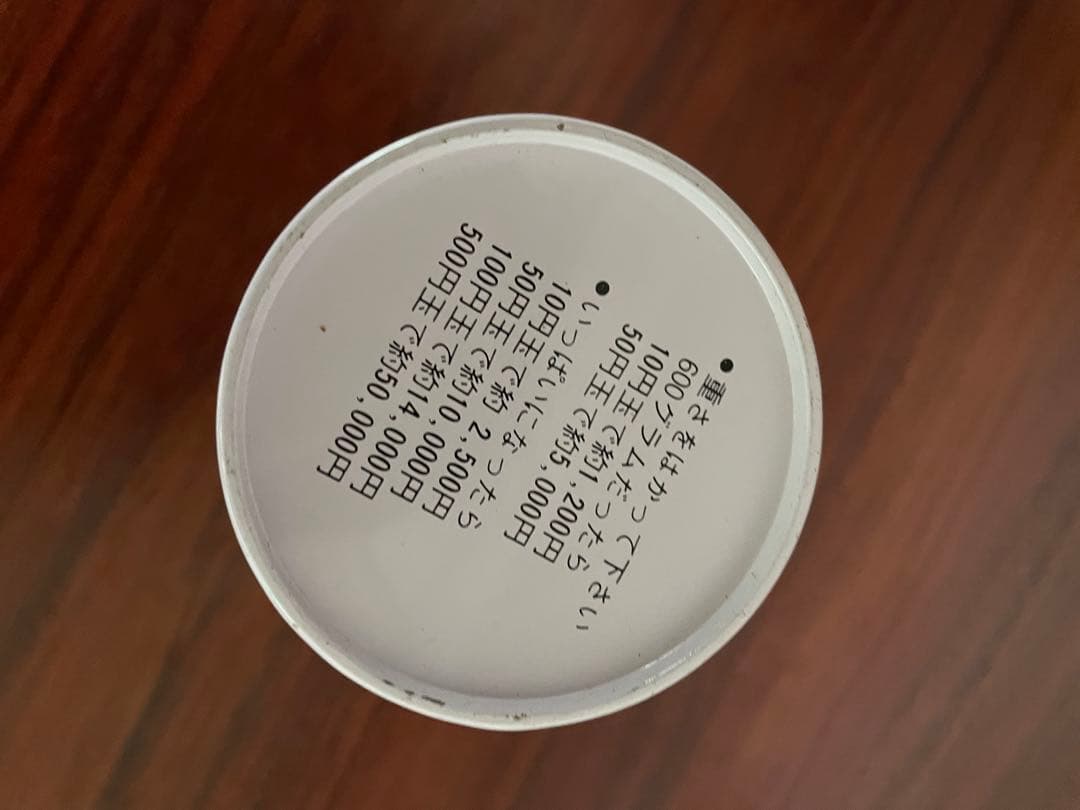 ●重さをはかって下さい
600グラムだったら
10円玉で約1,200円
50円玉で約5,000円
●いっぱいになったら
10円玉で約 2,500円
50円玉で約10,000円
100円玉で約14,000円
500円玉で約50,000円